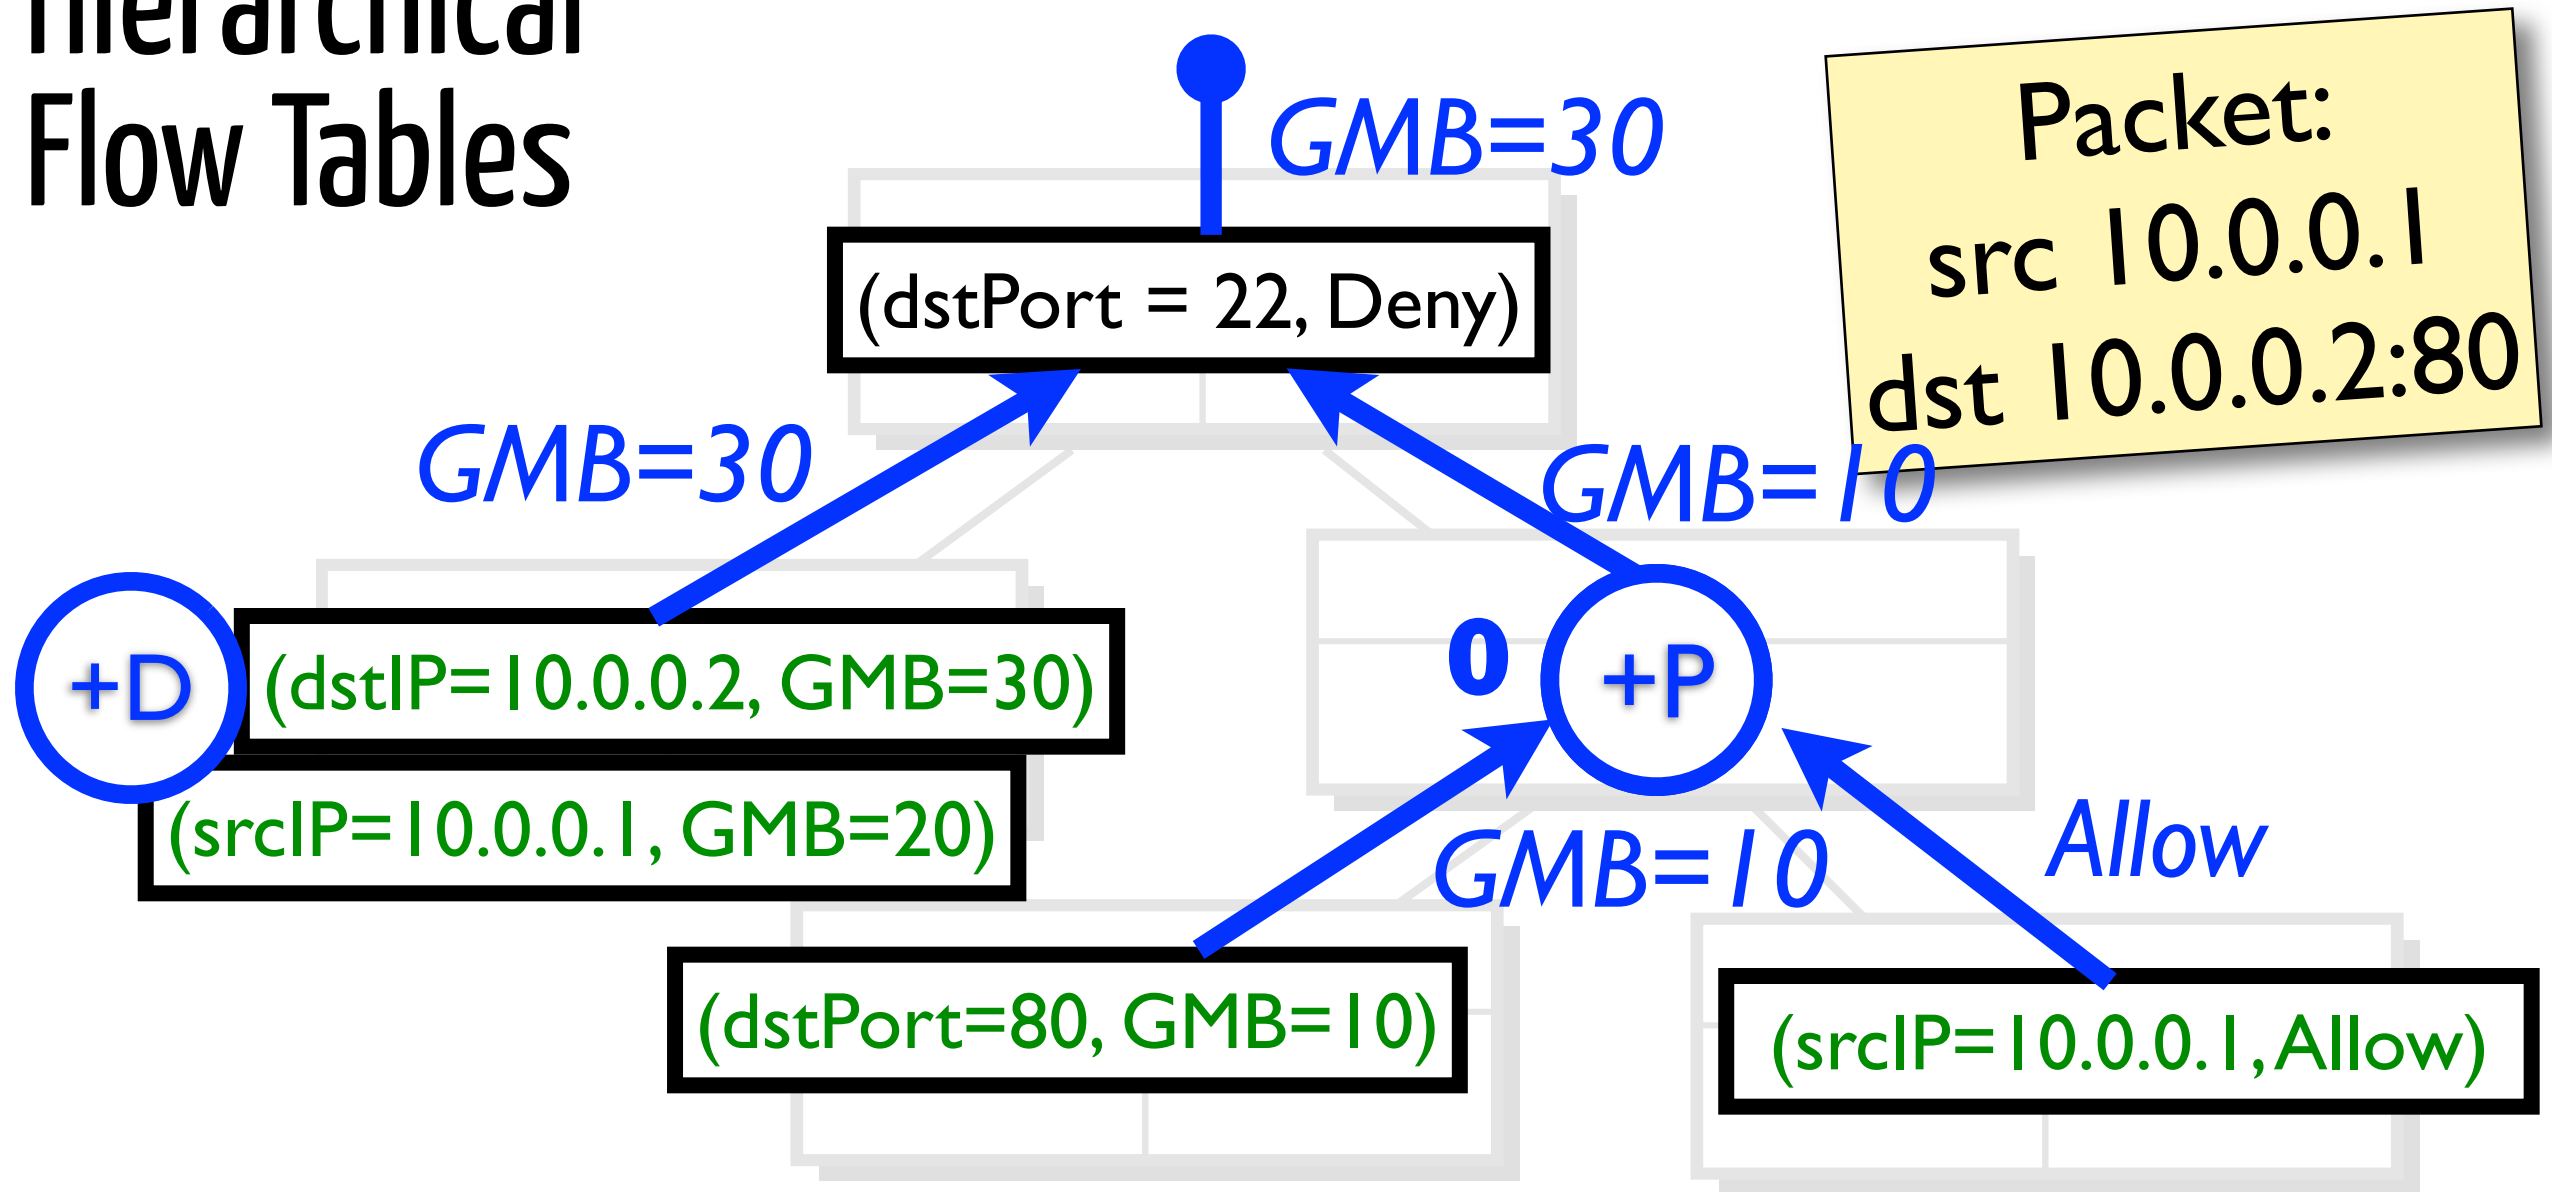 Hierarchical
Flow Tables
GMB=30
Packet:
src 10.0.0.1
dst 10.0.0.2:80
(dstPort = 22, Deny)
GMB=30
GMB=10
+D
(dstIP=10.0.0.2, GMB=30)
0
+P
(srcIP=10.0.0.1, GMB=20)
GMB=10
Allow
(dstPort=80, GMB=10)
(srcIP=10.0.0.1, Allow)